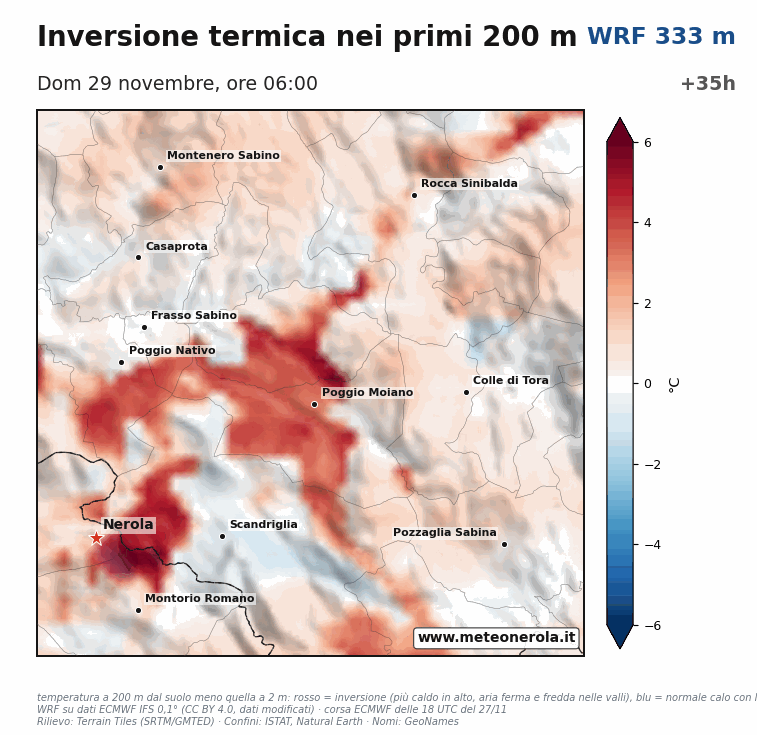 Inversione termica nei primi 200 m WRF 333 m
Dom 29 novembre, ore 06:00 +35h
Montenero Sabino
Rocca Sinibalda
Casaprota
Frasso Sabino
Poggio Nativo
Colle di Tora
Poggio Moiano
Nerola
Scandriglia
Pozzaglia Sabina
Montorio Romano
www.meteonerola.it
6
4
2
0
−2
−4
−6
°C
temperatura a 200 m dal suolo meno quella a 2 m: rosso = inversione (più caldo in alto, aria ferma e fredda nelle valli), blu = normale calo con l
WRF su dati ECMWF IFS 0,1° (CC BY 4.0, dati modificati) · corsa ECMWF delle 18 UTC del 27/11
Rilievo: Terrain Tiles (SRTM/GMTED) · Confini: ISTAT, Natural Earth · Nomi: GeoNames